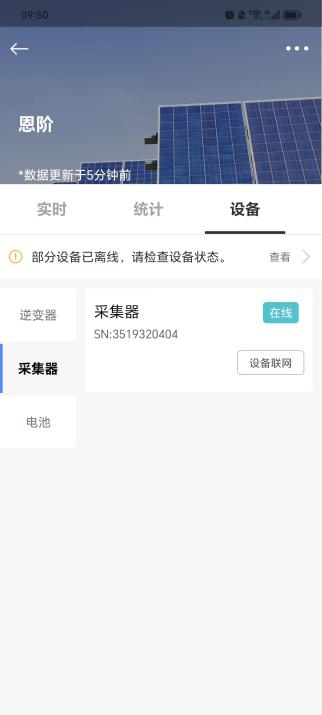 09:50
恩阶
*数据更新于5分钟前
实时 统计 设备
部分设备已离线，请检查设备状态。 查看
逆变器
采集器
电池
采集器 在线
SN:3519320404
设备联网